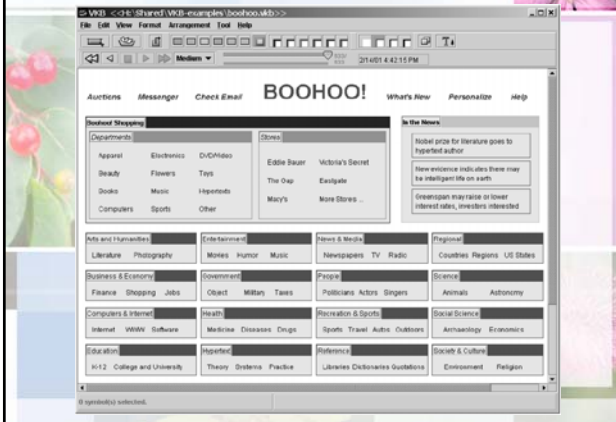 VKB <<H:\Shared\VKB-examples\boohoo.vkb>>
File Edit View Format Arrangement Tool Help
Medium
2/14/01 4:42:15 PM
Auctions Messenger Check Email BOOHOO! What's New Personalize Help
Boohoo! Shopping
In the News
Departments
Stores
Nobel prize for literature goes to
hypertext author
Apparel Electronics DVD/Video
Eddie Bauer Victoria's Secret
Beauty Flowers Toys
New evidence indicates there may
be intelligent life on earth
The Gap Eastgate
Books Music Hypertexts
Greenspan may raise or lower
interest rates, investors interested
Macy's More Stores ...
Computers Sports Other
Arts and Humanities Entertainment News & Media Regional
Literature Photography Movies Humor Music Newspapers TV Radio Countries Regions US States
Business & Economy Government People Science
Finance Shopping Jobs Object Military Taxes Politicians Actors Singers Animals Astronomy
Computers & Internet Health Recreation & Sports Social Science
Internet WWW Software Medicine Diseases Drugs Sports Travel Autos Outdoors Archaeology Economics
Education Hypertext Reference Society & Culture
K-12 College and University Theory Systems Practice Libraries Dictionaries Quotations Environment Religion
0 symbol(s) selected.